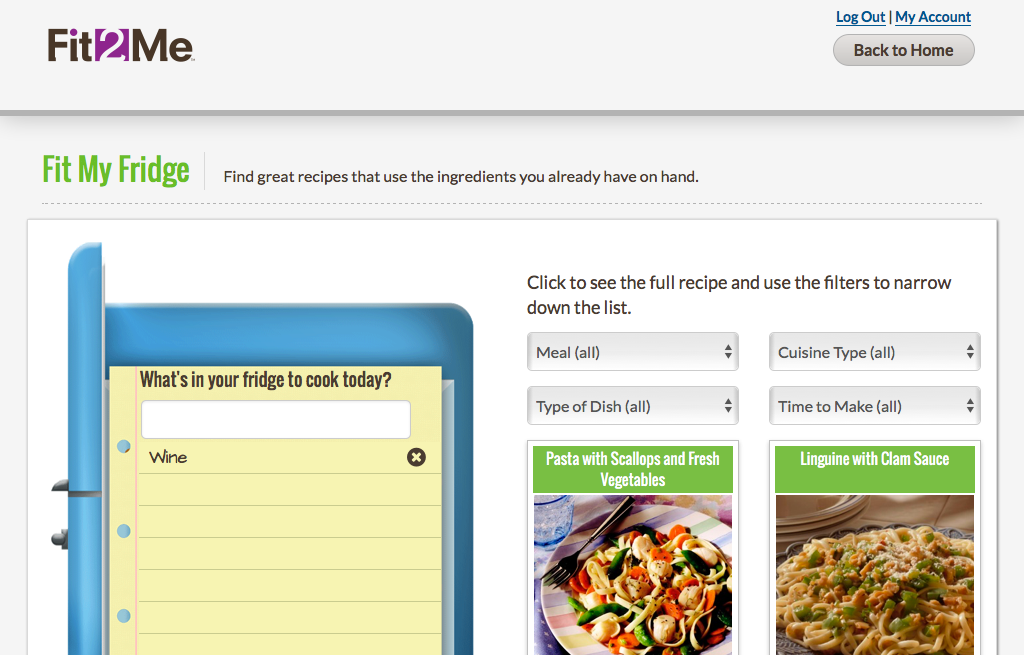 Log Out | My Account
Fit2Me
Back to Home
Fit My Fridge
Find great recipes that use the ingredients you already have on hand.
Click to see the full recipe and use the filters to narrow
down the list.
Meal (all)
Cuisine Type (all)
Type of Dish (all)
Time to Make (all)
What's in your fridge to cook today?
Wine
Pasta with Scallops and Fresh
Vegetables
Linguine with Clam Sauce